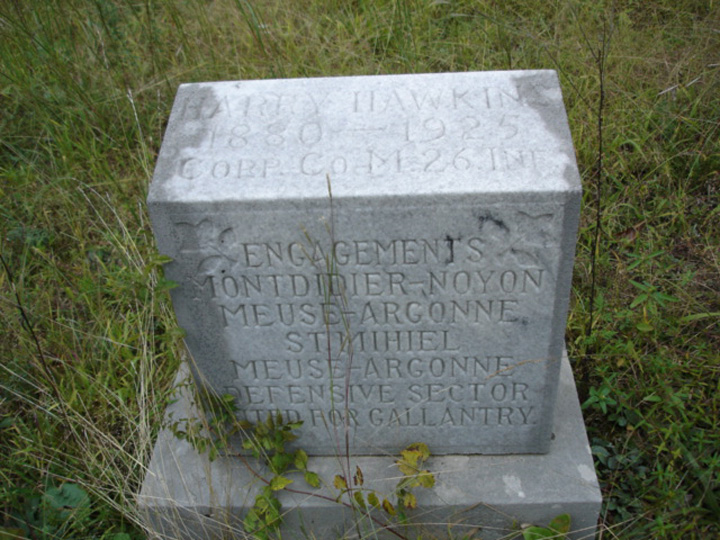 HARRY HAWKINS
1880 — 1925
CORP. CO. M. 26. INF.
ENGAGEMENTS
MONTDIDIER-NOYON
MEUSE-ARGONNE
ST. MIHIEL
MEUSE-ARGONNE
DEFENSIVE SECTOR
CITED FOR GALLANTRY.